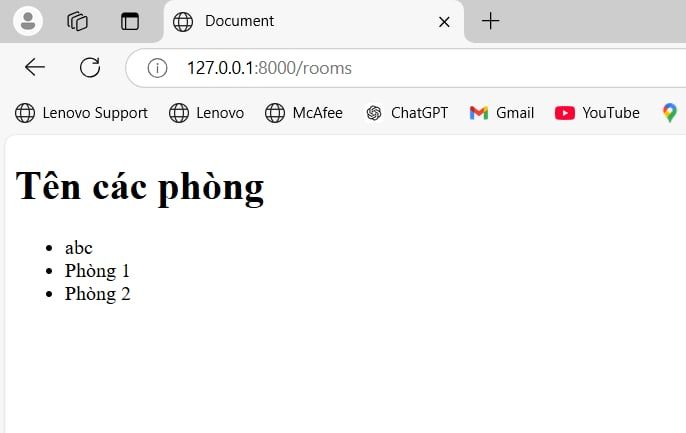 Document
127.0.0.1:8000/rooms
Lenovo Support Lenovo McAfee ChatGPT Gmail YouTube
Tên các phòng
abc
Phòng 1
Phòng 2